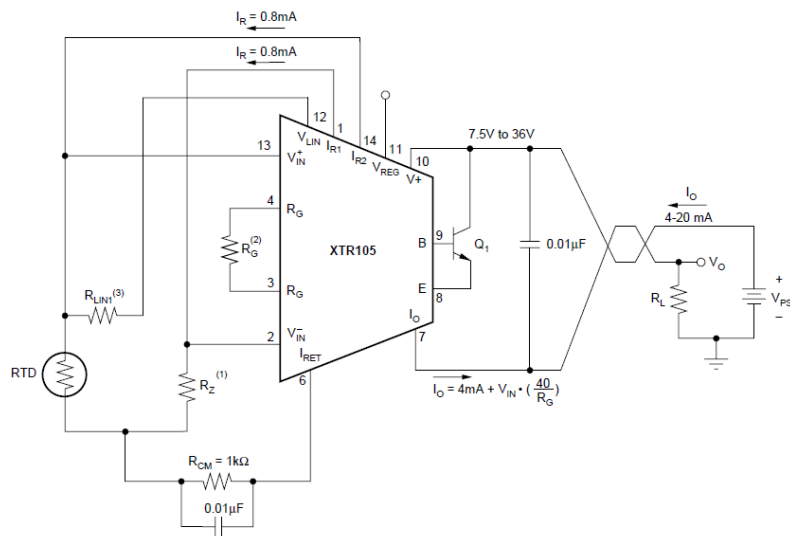 I_R = 0.8mA
I_R = 0.8mA
12
1
14
11
10
7.5V to 36V
V_LIN
I_R1
I_R2
V_REG
V+
13
V⁺_IN
I_O
4-20 mA
4
R_G
XTR105
R_G^(2)
B
9
Q_1
0.01μF
V_O
R_LIN1^(3)
3
R_G
E
8
R_L
+
V_PS
–
2
V⁻_IN
I_O
7
I_RET
6
RTD
R_Z^(1)
I_O = 4mA + V_IN • (40/R_G)
R_CM = 1kΩ
0.01μF